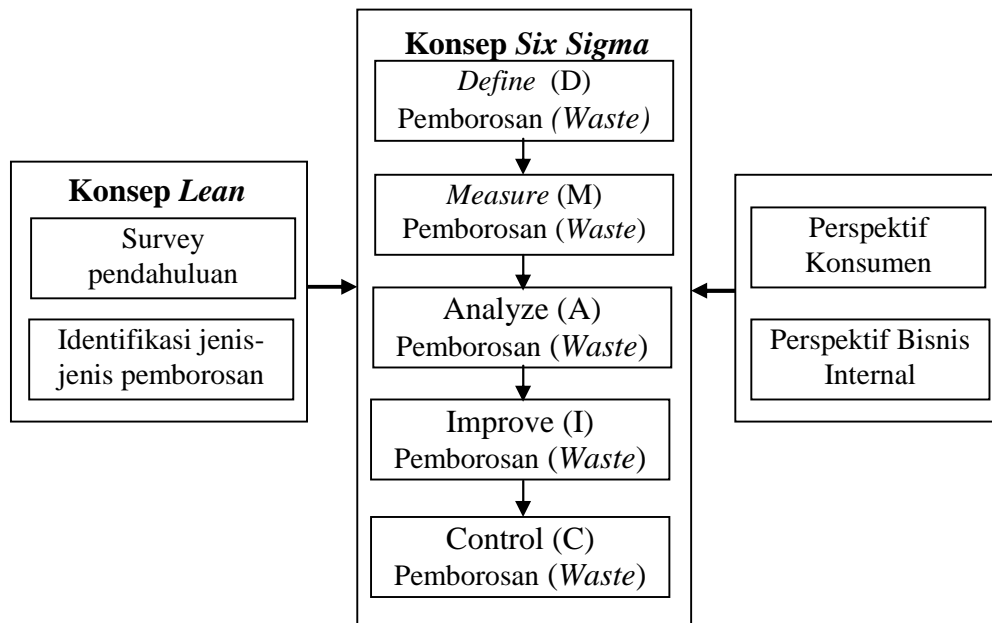 Konsep Lean
Survey
pendahuluan
Identifikasi jenis-
jenis pemborosan
Konsep Six Sigma
Define (D)
Pemborosan (Waste)
Measure (M)
Pemborosan (Waste)
Analyze (A)
Pemborosan (Waste)
Improve (I)
Pemborosan (Waste)
Control (C)
Pemborosan (Waste)
Perspektif
Konsumen
Perspektif Bisnis
Internal